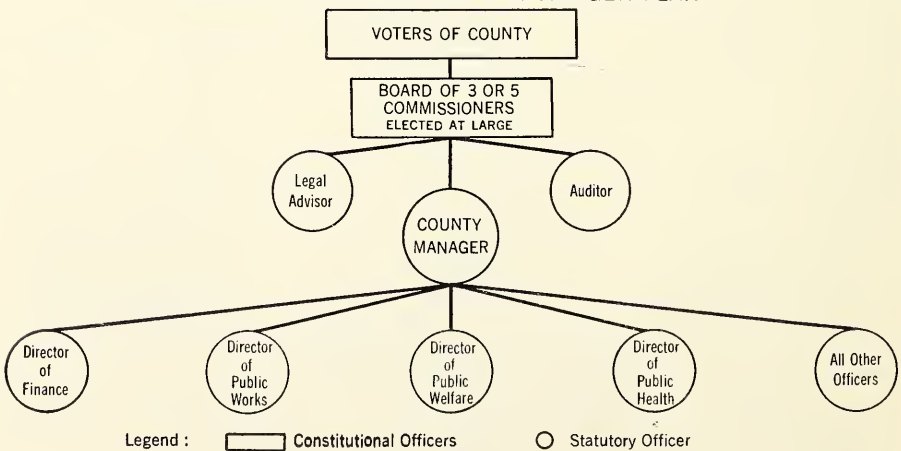 VOTERS OF COUNTY
BOARD OF 3 OR 5
COMMISSIONERS
ELECTED AT LARGE
Legal
Advisor
Auditor
COUNTY
MANAGER
Director
of
Finance
Director
of
Public
Works
Director
of
Public
Welfare
Director
of
Public
Health
All Other
Officers
Legend :
Constitutional Officers
Statutory Officer